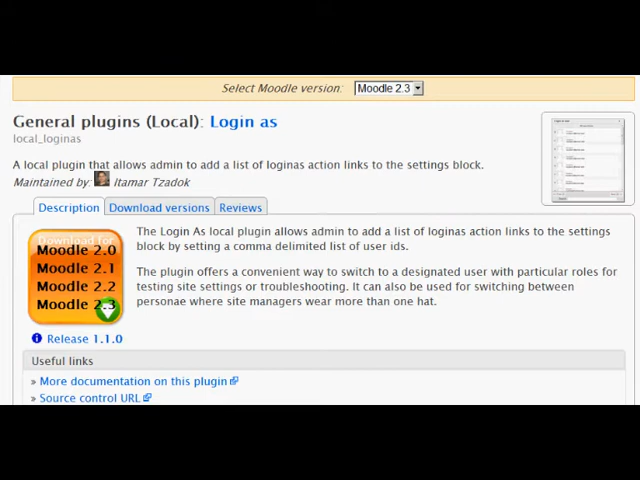 Select Moodle version: Moodle 2.3
General plugins (Local): Login as
local_loginas
A local plugin that allows admin to add a list of loginas action links to the settings block.
Maintained by: Itamar Tzadok
Description Download versions Reviews
The Login As local plugin allows admin to add a list of loginas action links to the settings
block by setting a comma delimited list of user ids.
The plugin offers a convenient way to switch to a designated user with particular roles for
testing site settings or troubleshooting. It can also be used for switching between
personae where site managers wear more than one hat.
Download for
Moodle 2.0
Moodle 2.1
Moodle 2.2
Moodle 2.3
Release 1.1.0
Useful links
» More documentation on this plugin
» Source control URL